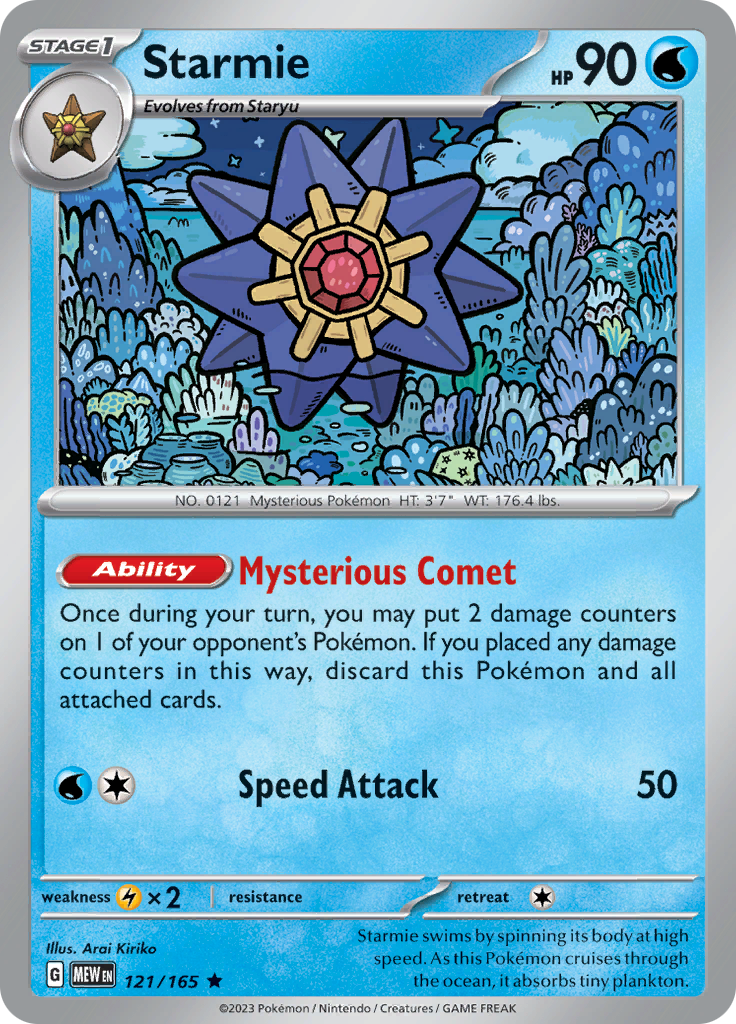 STAGE1
Starmie
HP 90
Evolves from Staryu
NO. 0121 Mysterious Pokémon HT: 3'7" WT: 176.4 lbs.
Ability Mysterious Comet
Once during your turn, you may put 2 damage counters
on 1 of your opponent's Pokémon. If you placed any damage
counters in this way, discard this Pokémon and all
attached cards.
Speed Attack 50
weakness ×2 resistance retreat
Illus. Arai Kiriko
Starmie swims by spinning its body at high
speed. As this Pokémon cruises through
the ocean, it absorbs tiny plankton.
G MEW EN 121/165 ★
©2023 Pokémon / Nintendo / Creatures / GAME FREAK